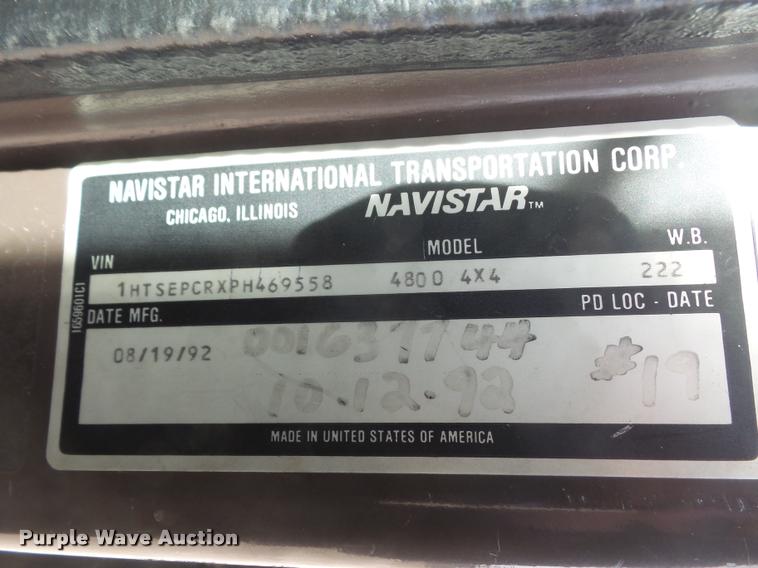 NAVISTAR INTERNATIONAL TRANSPORTATION CORP.
CHICAGO, ILLINOIS NAVISTAR™
VIN MODEL W.B.
1HTSEPCRXPH469558 4800 4X4 222
DATE MFG. PD LOC - DATE
08/19/92 001637744 #19
10.12.92
MADE IN UNITED STATES OF AMERICA
1659601C1
Purple Wave Auction